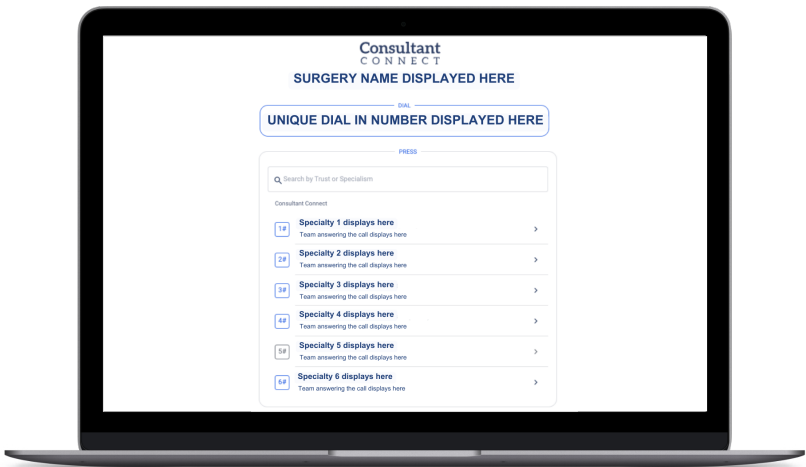 Consultant
CONNECT
SURGERY NAME DISPLAYED HERE
DIAL
UNIQUE DIAL IN NUMBER DISPLAYED HERE
PRESS
Search by Trust or Specialism
Consultant Connect
1#
Specialty 1 displays here
Team answering the call displays here
2#
Specialty 2 displays here
Team answering the call displays here
3#
Specialty 3 displays here
Team answering the call displays here
4#
Specialty 4 displays here
Team answering the call displays here
5#
Specialty 5 displays here
Team answering the call displays here
6#
Specialty 6 displays here
Team answering the call displays here